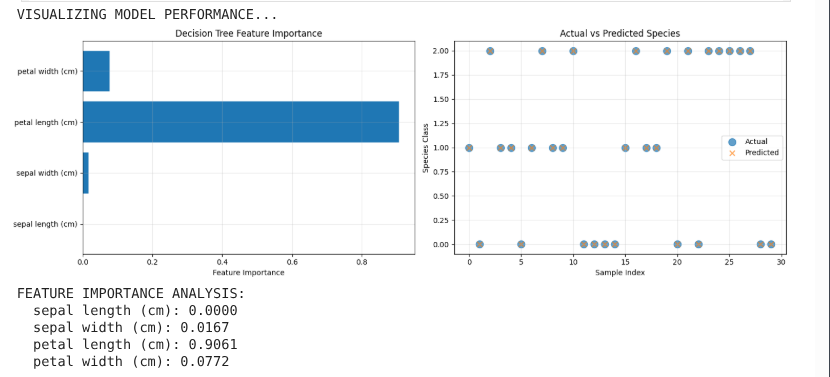 VISUALIZING MODEL PERFORMANCE...
Decision Tree Feature Importance
petal width (cm)
petal length (cm)
sepal width (cm)
sepal length (cm)
0.0 0.2 0.4 0.6 0.8
Feature Importance
Actual vs Predicted Species
Species Class
2.00
1.75
1.50
1.25
1.00
0.75
0.50
0.25
0.00
Actual
Predicted
0 5 10 15 20 25 30
Sample Index
FEATURE IMPORTANCE ANALYSIS:
sepal length (cm): 0.0000
sepal width (cm): 0.0167
petal length (cm): 0.9061
petal width (cm): 0.0772